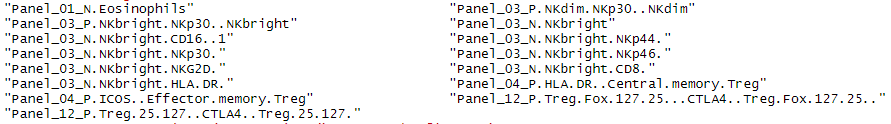 "Panel_01_N.Eosinophils" "Panel_03_P.NKdim.NKp30..NKdim"
"Panel_03_P.NKbright.NKp30..NKbright" "Panel_03_N.NKbright"
"Panel_03_N.NKbright.CD16..1" "Panel_03_N.NKbright.NKp44."
"Panel_03_N.NKbright.NKp30." "Panel_03_N.NKbright.NKp46."
"Panel_03_N.NKbright.NKG2D." "Panel_03_N.NKbright.CD8."
"Panel_03_N.NKbright.HLA.DR." "Panel_04_P.HLA.DR..Central.memory.Treg"
"Panel_04_P.ICOS..Effector.memory.Treg" "Panel_12_P.Treg.Fox.127.25...CTLA4..Treg.Fox.127.25.."
"Panel_12_P.Treg.25.127..CTLA4..Treg.25.127."